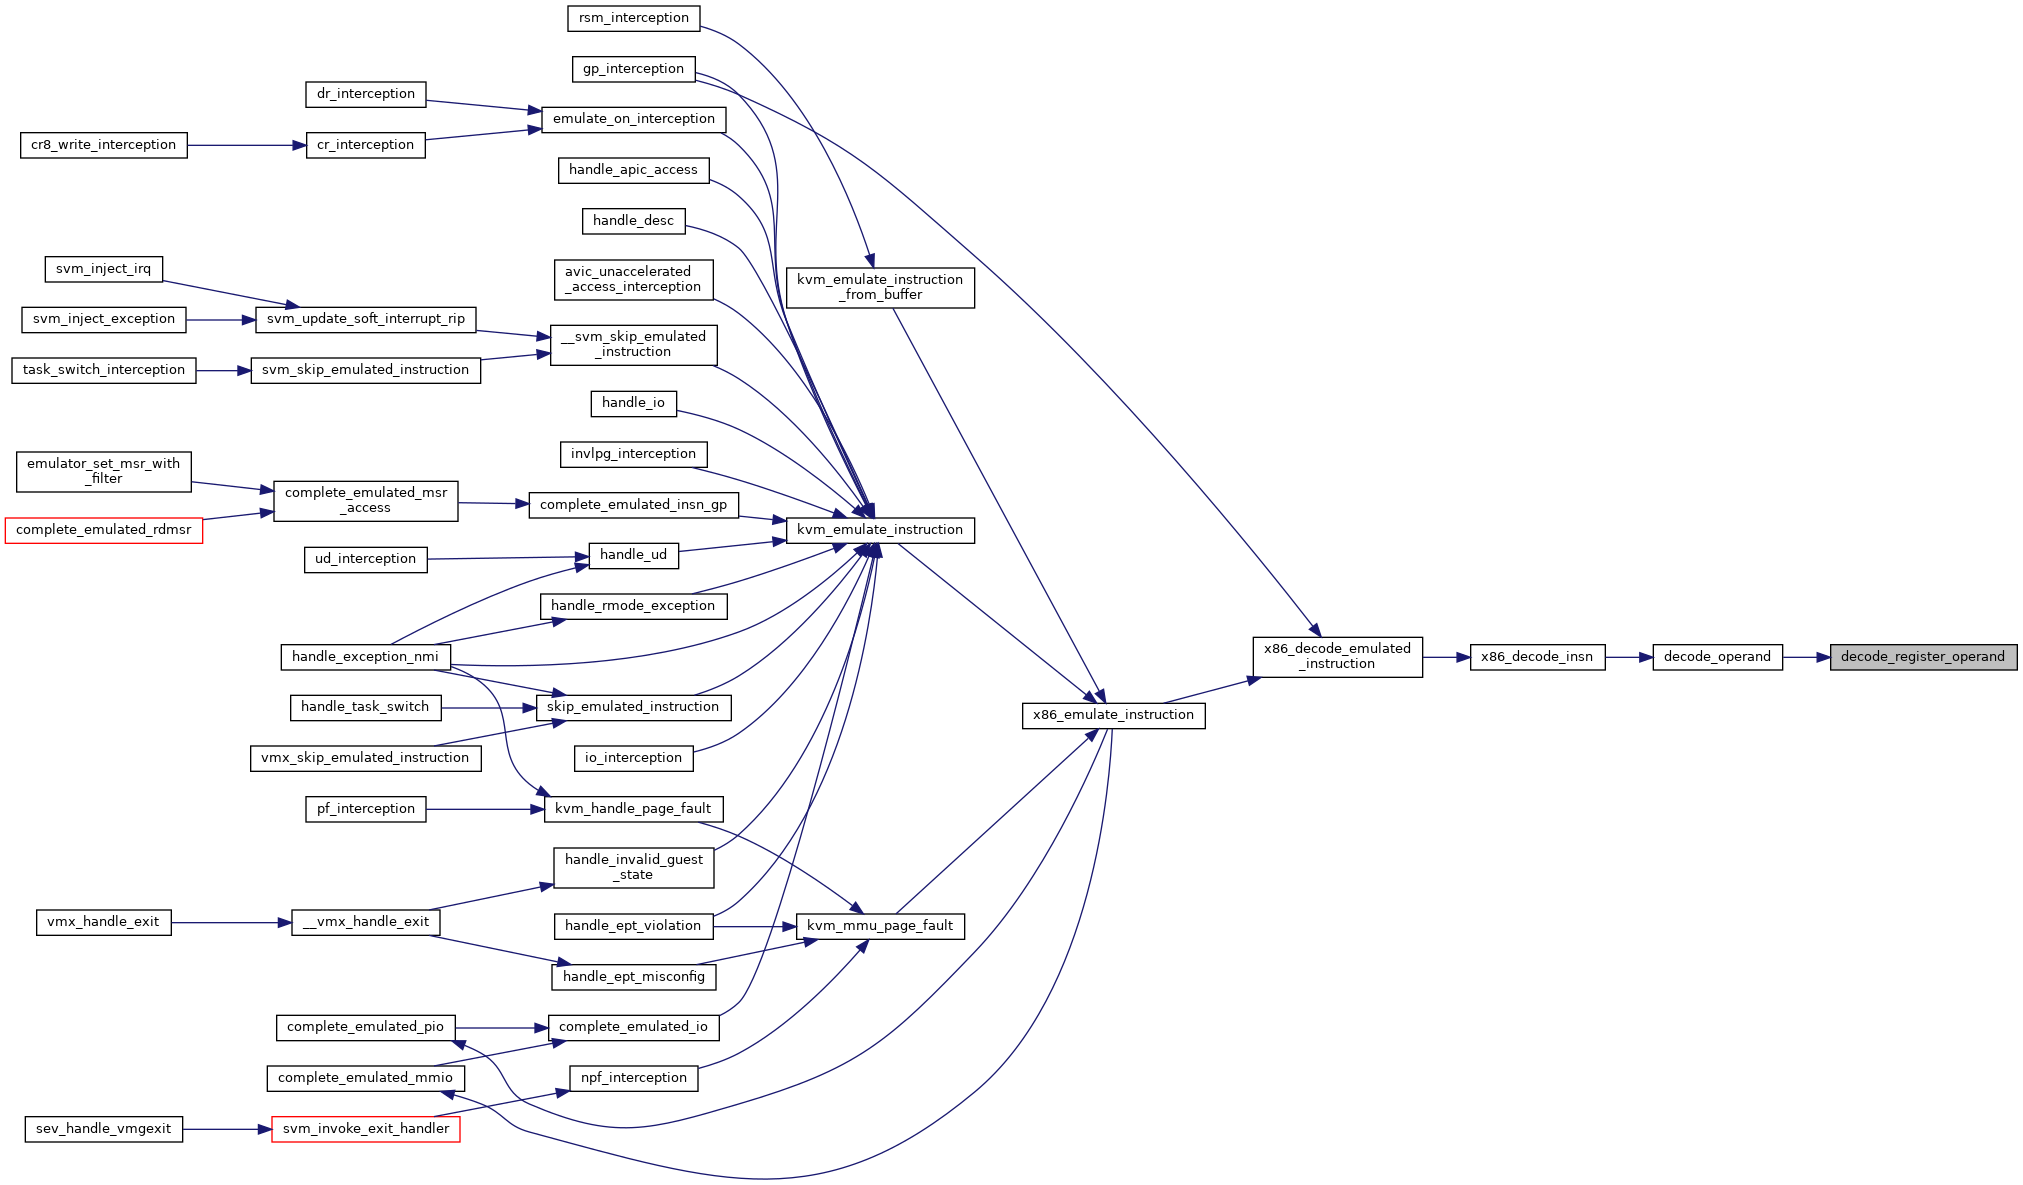 rsm_interception
gp_interception
dr_interception
emulate_on_interception
cr8_write_interception
cr_interception
handle_apic_access
handle_desc
svm_inject_irq
avic_unaccelerated
_access_interception
kvm_emulate_instruction
_from_buffer
svm_inject_exception
svm_update_soft_interrupt_rip
__svm_skip_emulated
_instruction
task_switch_interception
svm_skip_emulated_instruction
handle_io
invlpg_interception
emulator_set_msr_with
_filter
complete_emulated_msr
_access
complete_emulated_insn_gp
complete_emulated_rdmsr
kvm_emulate_instruction
ud_interception
handle_ud
handle_rmode_exception
handle_exception_nmi
x86_decode_emulated
_instruction
x86_decode_insn
decode_operand
decode_register_operand
handle_task_switch
skip_emulated_instruction
x86_emulate_instruction
vmx_skip_emulated_instruction
io_interception
pf_interception
kvm_handle_page_fault
handle_invalid_guest
_state
vmx_handle_exit
__vmx_handle_exit
handle_ept_violation
kvm_mmu_page_fault
handle_ept_misconfig
complete_emulated_pio
complete_emulated_io
complete_emulated_mmio
npf_interception
sev_handle_vmgexit
svm_invoke_exit_handler